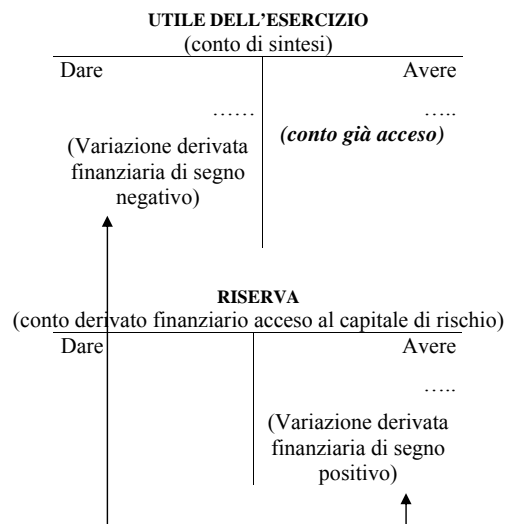 UTILE DELL'ESERCIZIO
(conto di sintesi)
Dare Avere
…… …..
(conto già acceso)
(Variazione derivata
finanziaria di segno
negativo)
RISERVA
(conto derivato finanziario acceso al capitale di rischio)
Dare Avere
…..
(Variazione derivata
finanziaria di segno
positivo)